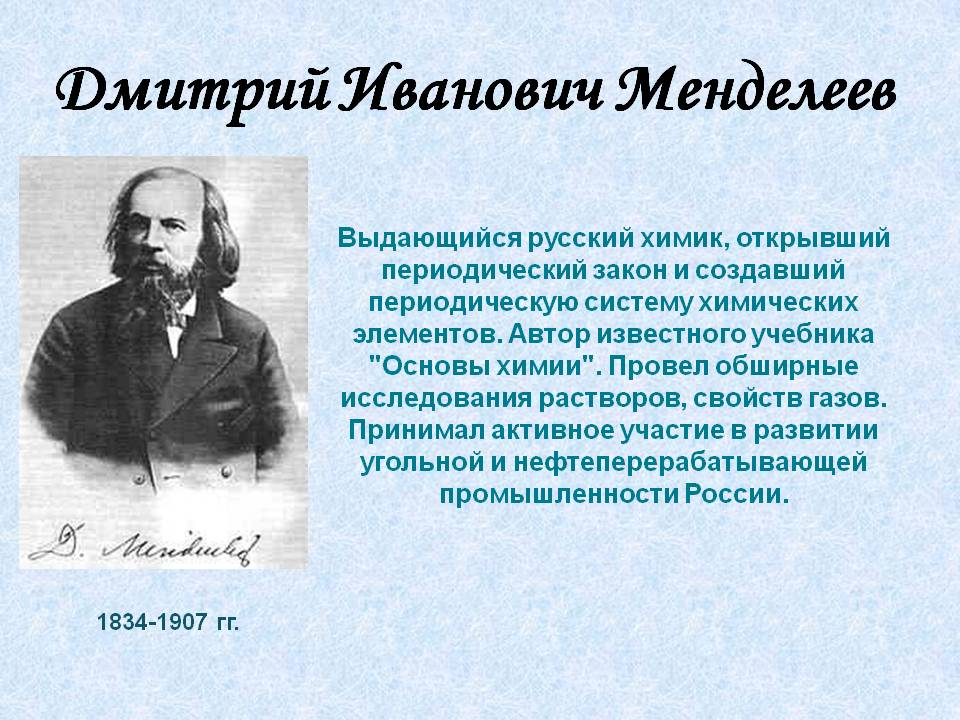 Дмитрий Иванович Менделеев
Выдающийся русский химик, открывший
периодический закон и создавший
периодическую систему химических
элементов. Автор известного учебника
"Основы химии". Провел обширные
исследования растворов, свойств газов.
Принимал активное участие в развитии
угольной и нефтеперерабатывающей
промышленности России.
Д. Менделеев
1834-1907 гг.